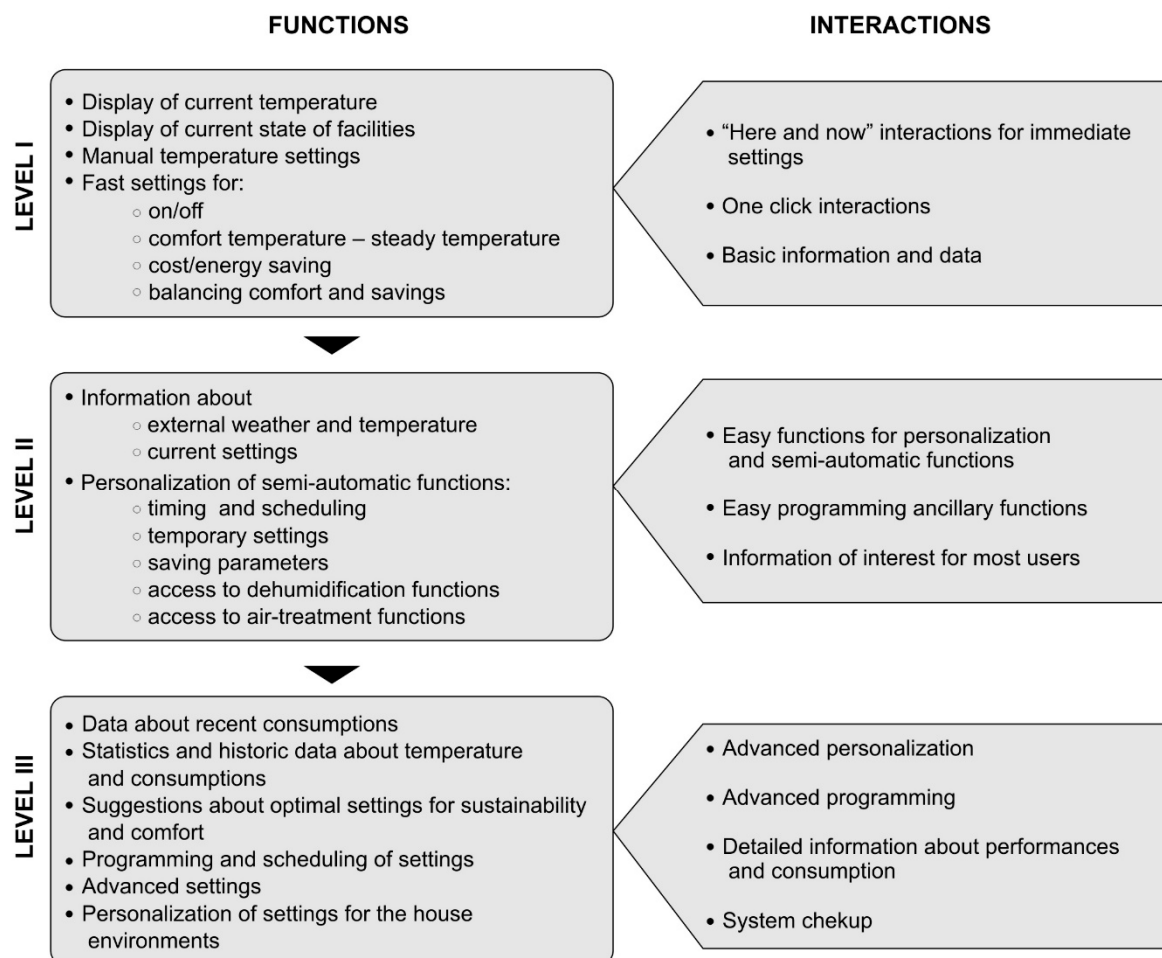 FUNCTIONS
INTERACTIONS
LEVEL I
• Display of current temperature
• Display of current state of facilities
• Manual temperature settings
• Fast settings for:
○ on/off
○ comfort temperature – steady temperature
○ cost/energy saving
○ balancing comfort and savings
• “Here and now” interactions for immediate
settings
• One click interactions
• Basic information and data
LEVEL II
• Information about
○ external weather and temperature
○ current settings
• Personalization of semi-automatic functions:
○ timing and scheduling
○ temporary settings
○ saving parameters
○ access to dehumidification functions
○ access to air-treatment functions
• Easy functions for personalization
and semi-automatic functions
• Easy programming ancillary functions
• Information of interest for most users
LEVEL III
• Data about recent consumptions
• Statistics and historic data about temperature
and consumptions
• Suggestions about optimal settings for sustainability
and comfort
• Programming and scheduling of settings
• Advanced settings
• Personalization of settings for the house
environments
• Advanced personalization
• Advanced programming
• Detailed information about performances
and consumption
• System chekup